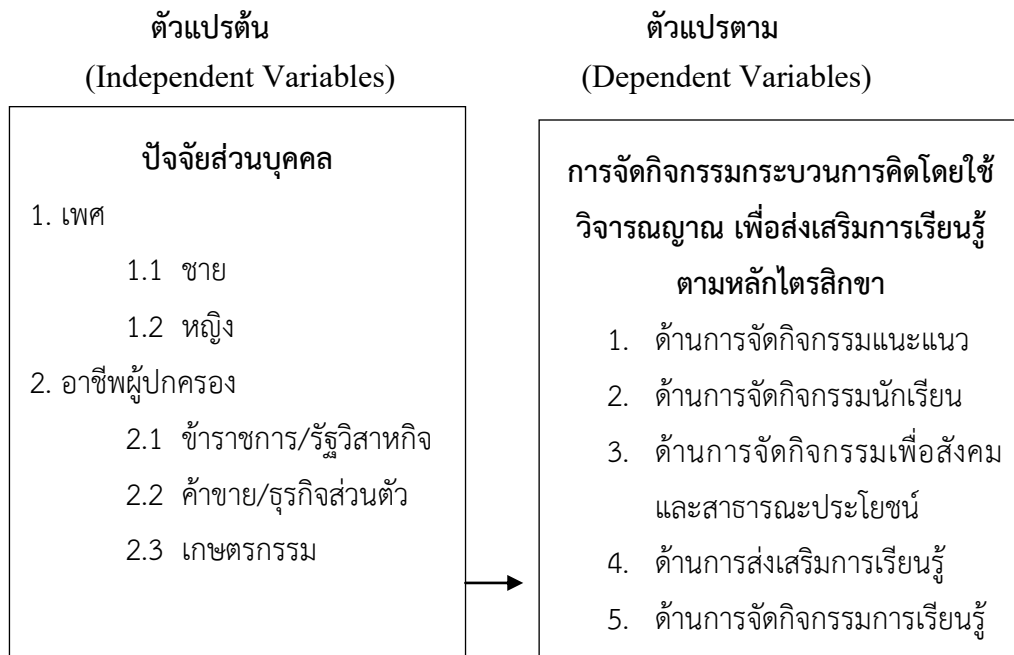 ตัวแปรต้น
(Independent Variables)
ปัจจัยส่วนบุคคล
1. เพศ
1.1 ชาย
1.2 หญิง
2. อาชีพผู้ปกครอง
2.1 ข้าราชการ/รัฐวิสาหกิจ
2.2 ค้าขาย/ธุรกิจส่วนตัว
2.3 เกษตรกรรม
ตัวแปรตาม
(Dependent Variables)
การจัดกิจกรรมกระบวนการคิดโดยใช้
วิจารณญาณ เพื่อส่งเสริมการเรียนรู้
ตามหลักไตรสิกขา
1. ด้านการจัดกิจกรรมแนะแนว
2. ด้านการจัดกิจกรรมนักเรียน
3. ด้านการจัดกิจกรรมเพื่อสังคม
และสาธารณะประโยชน์
4. ด้านการส่งเสริมการเรียนรู้
5. ด้านการจัดกิจกรรมการเรียนรู้